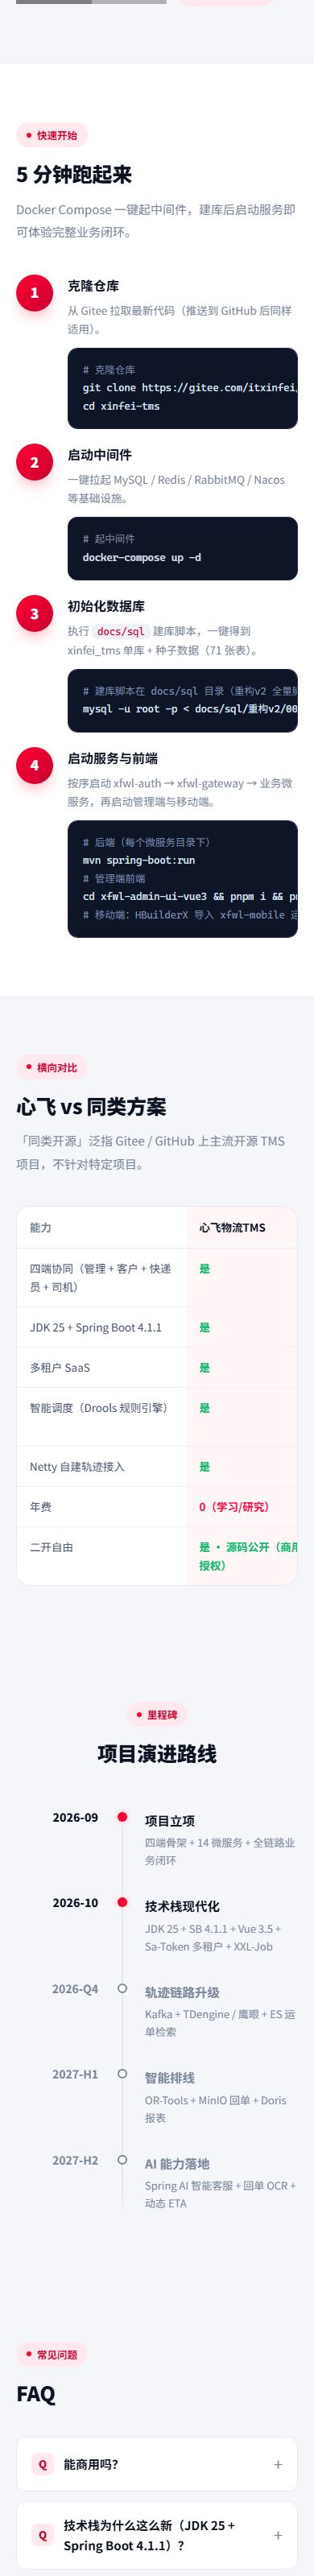 快速开始
5 分钟跑起来
Docker Compose 一键起中间件，建库后启动服务即
可体验完整业务闭环。
1
克隆仓库
从 Gitee 拉取最新代码（推送到 GitHub 后同样
适用）。
# 克隆仓库
git clone https://gitee.com/itxinfei,
cd xinfei-tms
2
启动中间件
一键拉起 MySQL / Redis / RabbitMQ / Nacos
等基础设施。
# 起中间件
docker-compose up -d
3
初始化数据库
执行 docs/sql 建库脚本，一键得到
xinfei_tms 单库 + 种子数据（71 张表）。
# 建库脚本在 docs/sql 目录（重构v2 全量
mysql -u root -p < docs/sql/重构v2/00
4
启动服务与前端
按序启动 xfwl-auth → xfwl-gateway → 业务微
服务，再启动管理端与移动端。
# 后端（每个微服务目录下）
mvn spring-boot:run
# 管理端前端
cd xfwl-admin-ui-vue3 && pnpm i && p
# 移动端：HBuilderX 导入 xfwl-mobile
横向对比
心飞 vs 同类方案
「同类开源」泛指 Gitee / GitHub 上主流开源 TMS
项目，不针对特定项目。
能力 心飞物流TMS
四端协同（管理 + 客户 + 快递 是
员 + 司机）
JDK 25 + Spring Boot 4.1.1 是
多租户 SaaS 是
智能调度（Drools 规则引擎） 是
Netty 自建轨迹接入 是
年费 0（学习/研究）
二开自由 是 · 源码公开（商用
授权）
里程碑
项目演进路线
2026-09 项目立项
四端骨架 + 14 微服务 + 全链路业
务闭环
2026-10 技术栈现代化
JDK 25 + SB 4.1.1 + Vue 3.5 +
Sa-Token 多租户 + XXL-Job
2026-Q4 轨迹链路升级
Kafka + TDengine / 鹰眼 + ES 运
单检索
2027-H1 智能排线
OR-Tools + MinIO 回单 + Doris
报表
2027-H2 AI 能力落地
Spring AI 智能客服 + 回单 OCR +
动态 ETA
常见问题
FAQ
Q 能商用吗？ +
Q 技术栈为什么这么新（JDK 25 + +
Spring Boot 4.1.1）？